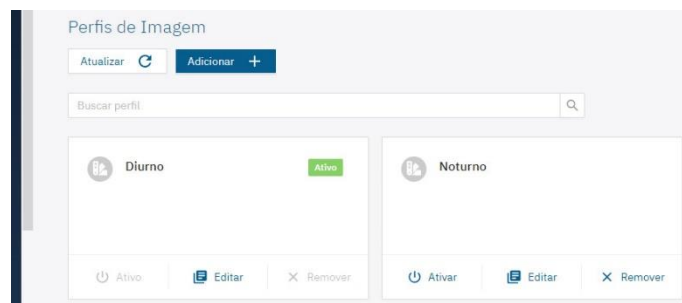 Perfis de Imagem
Atualizar Adicionar
Buscar perfil
Diurno Ativo Noturno
Ativo Editar Remover Ativar Editar Remover